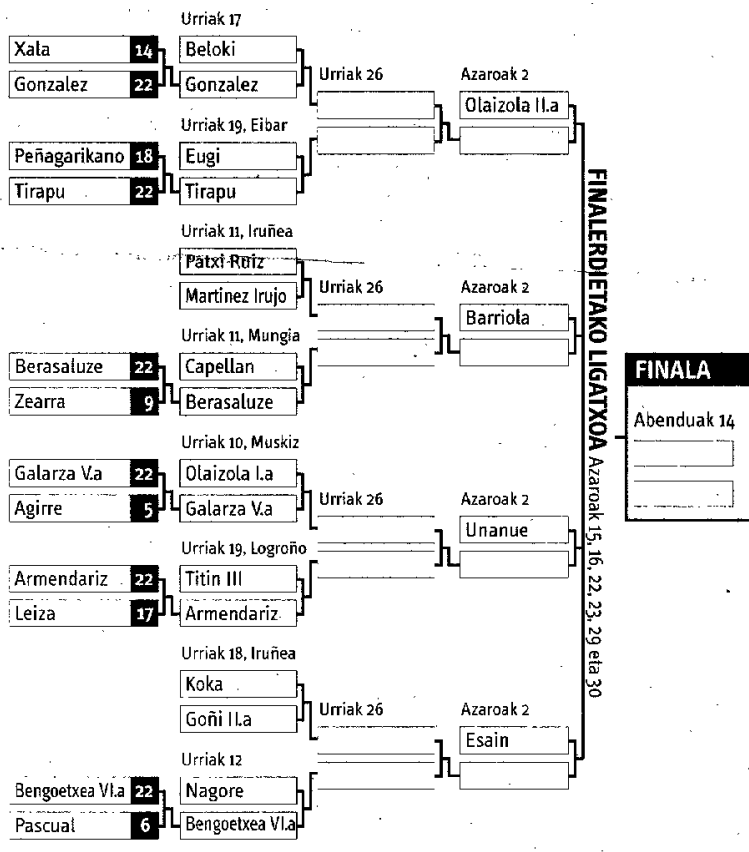 Urriak 17
Xala 14
Gonzalez 22
Beloki
Gonzalez
Urriak 19, Eibar
Peñagarikano 18
Tirapu 22
Eugi
Tirapu
Urriak 26
Azaroak 2
Olaizola II.a
Urriak 11, Iruñea
Patxi Ruiz
Martinez Irujo
Urriak 11, Mungia
Berasaluze 22
Zearra 9
Capellan
Berasaluze
Urriak 26
Azaroak 2
Barriola
Urriak 10, Muskiz
Galarza V.a 22
Agirre 5
Olaizola I.a
Galarza V.a
Urriak 19, Logroño
Armendariz 22
Leiza 17
Titin III
Armendariz
Urriak 26
Azaroak 2
Unanue
Urriak 18, Iruñea
Koka
Goñi II.a
Urriak 12
Bengoetxea VI.a 22
Pascual 6
Nagore
Bengoetxea VI.a
Urriak 26
Azaroak 2
Esain
FINALERDIETAKO LIGATXOA Azaroak 15, 16, 22, 23, 29 eta 30
FINALA
Abenduak 14